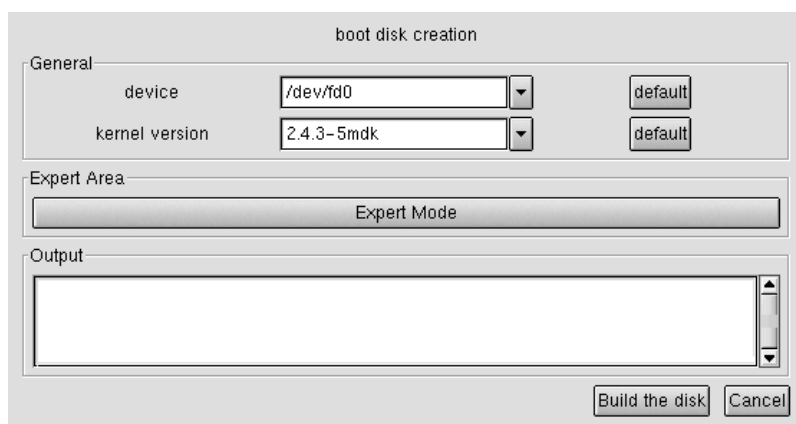 boot disk creation
General
device /dev/fd0 default
kernel version 2.4.3-5mdk default
Expert Area
Expert Mode
Output
Build the disk Cancel